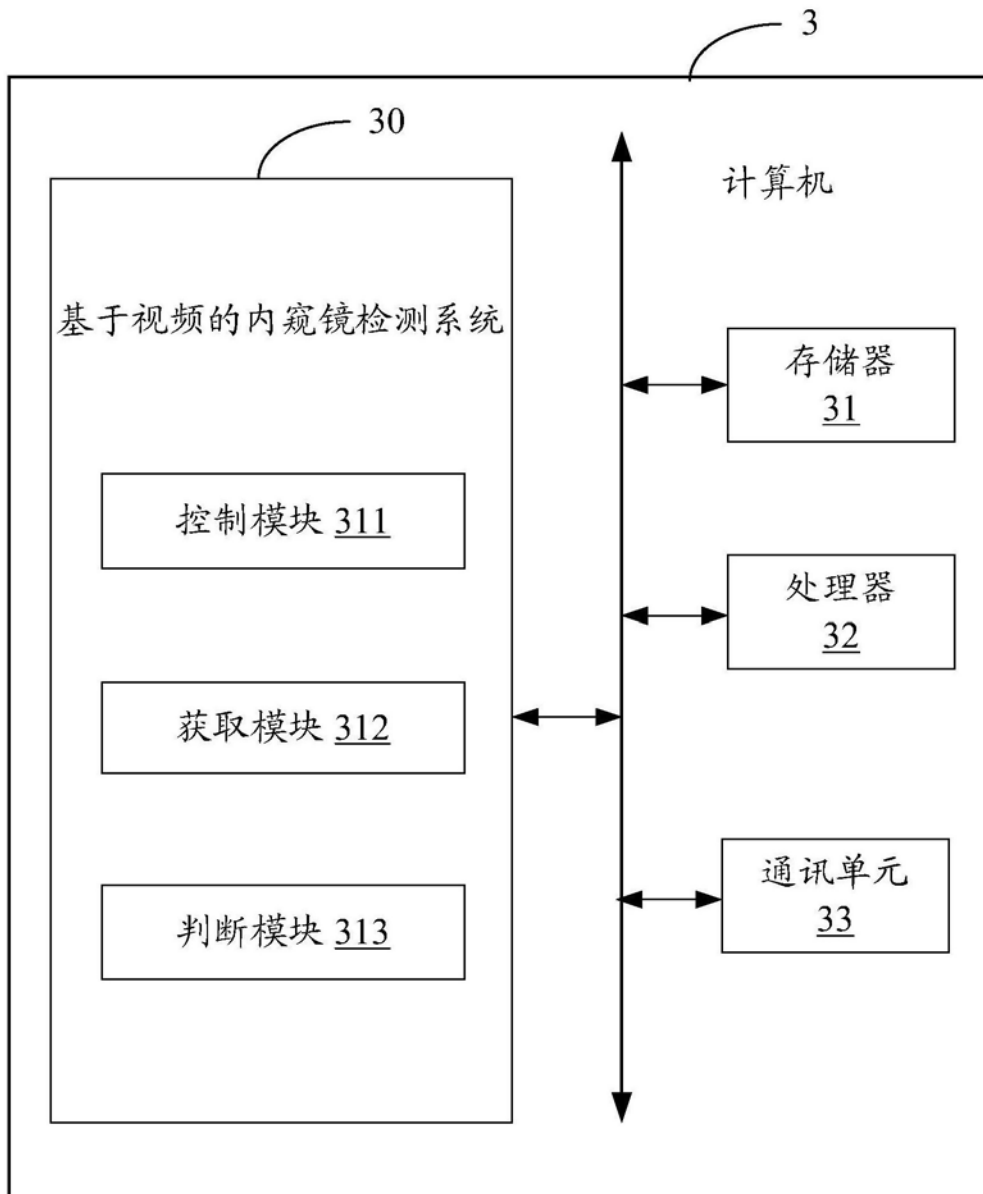 3
30
计算机
基于视频的内窥镜检测系统
存储器
31
控制模块 311
处理器
32
获取模块 312
通讯单元
33
判断模块 313